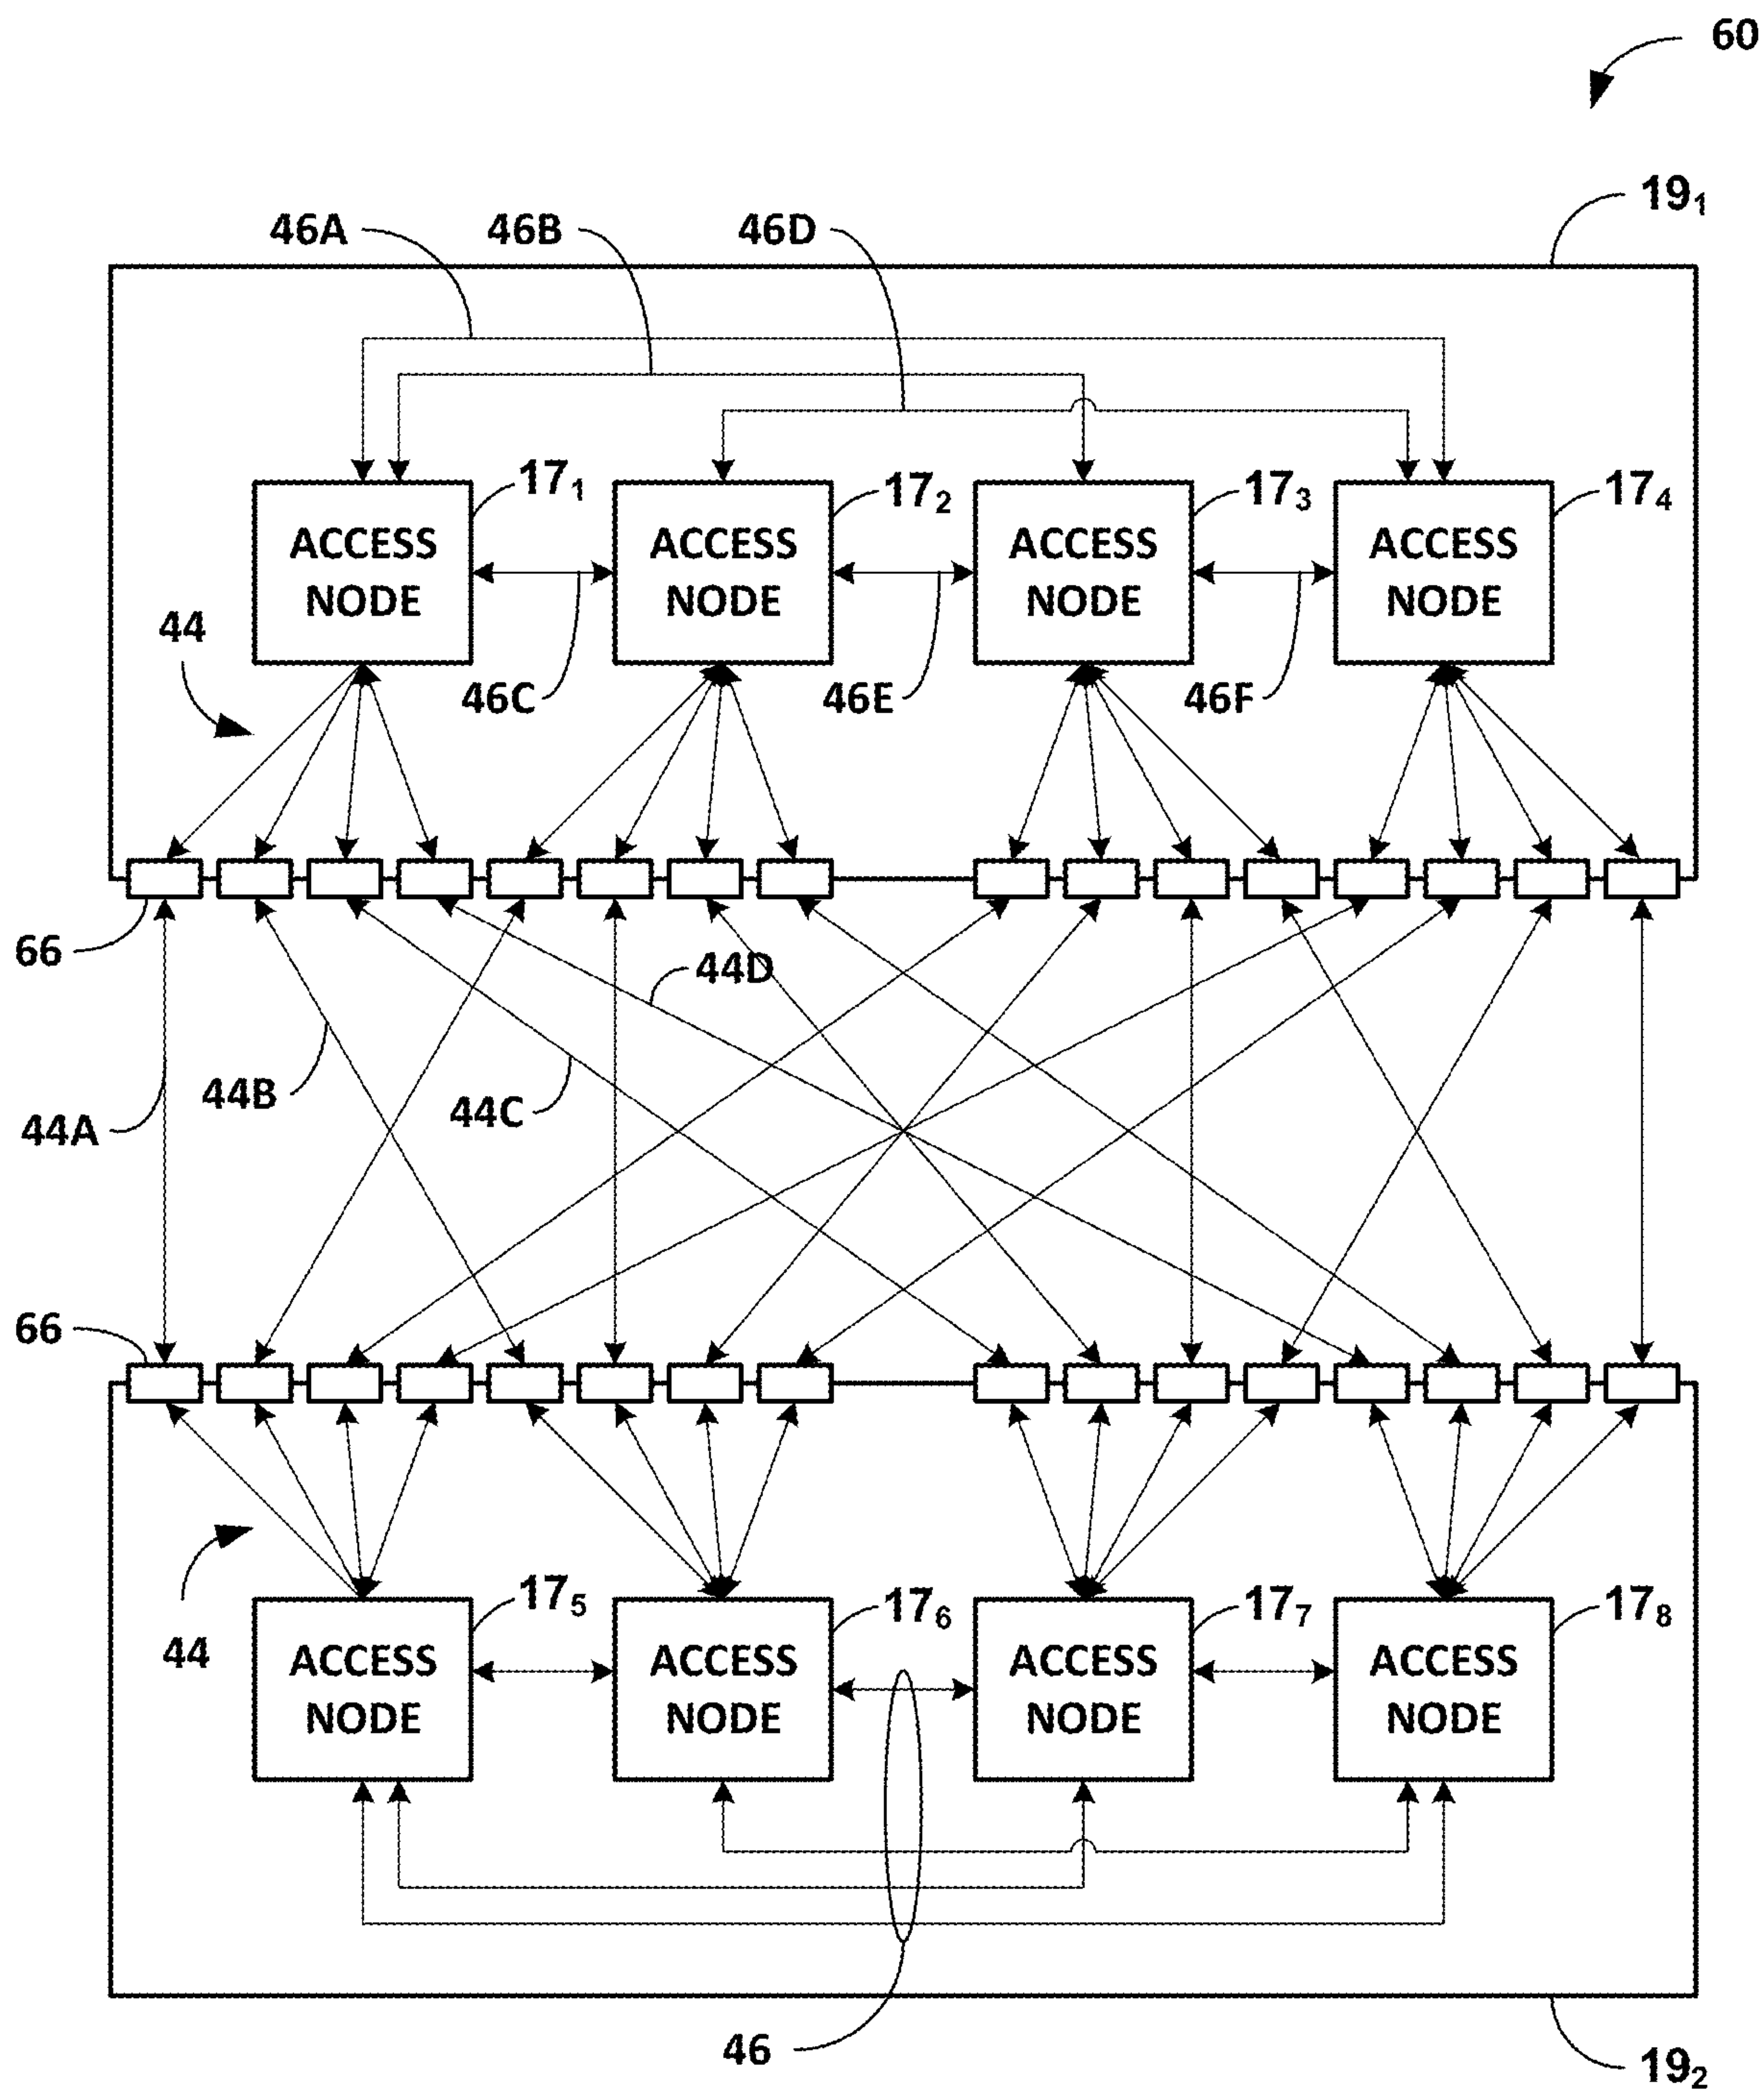 60
19₁
46A 46B 46D
17₁ 17₂ 17₃ 17₄
ACCESS NODE
ACCESS NODE
ACCESS NODE
ACCESS NODE
44
46C 46E 46F
66
44D
44B
44C
44A
66
17₅ 17₆ 17₇ 17₈
44
ACCESS NODE
ACCESS NODE
ACCESS NODE
ACCESS NODE
46
19₂